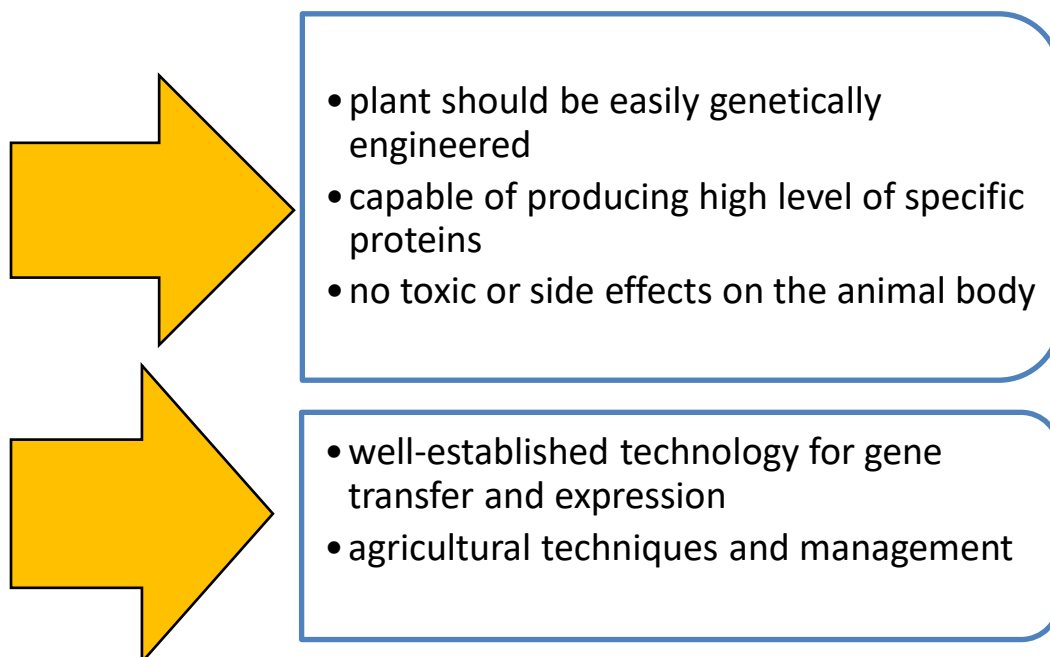 •plant should be easily genetically
engineered
•capable of producing high level of specific
proteins
•no toxic or side effects on the animal body
•well-established technology for gene
transfer and expression
•agricultural techniques and management